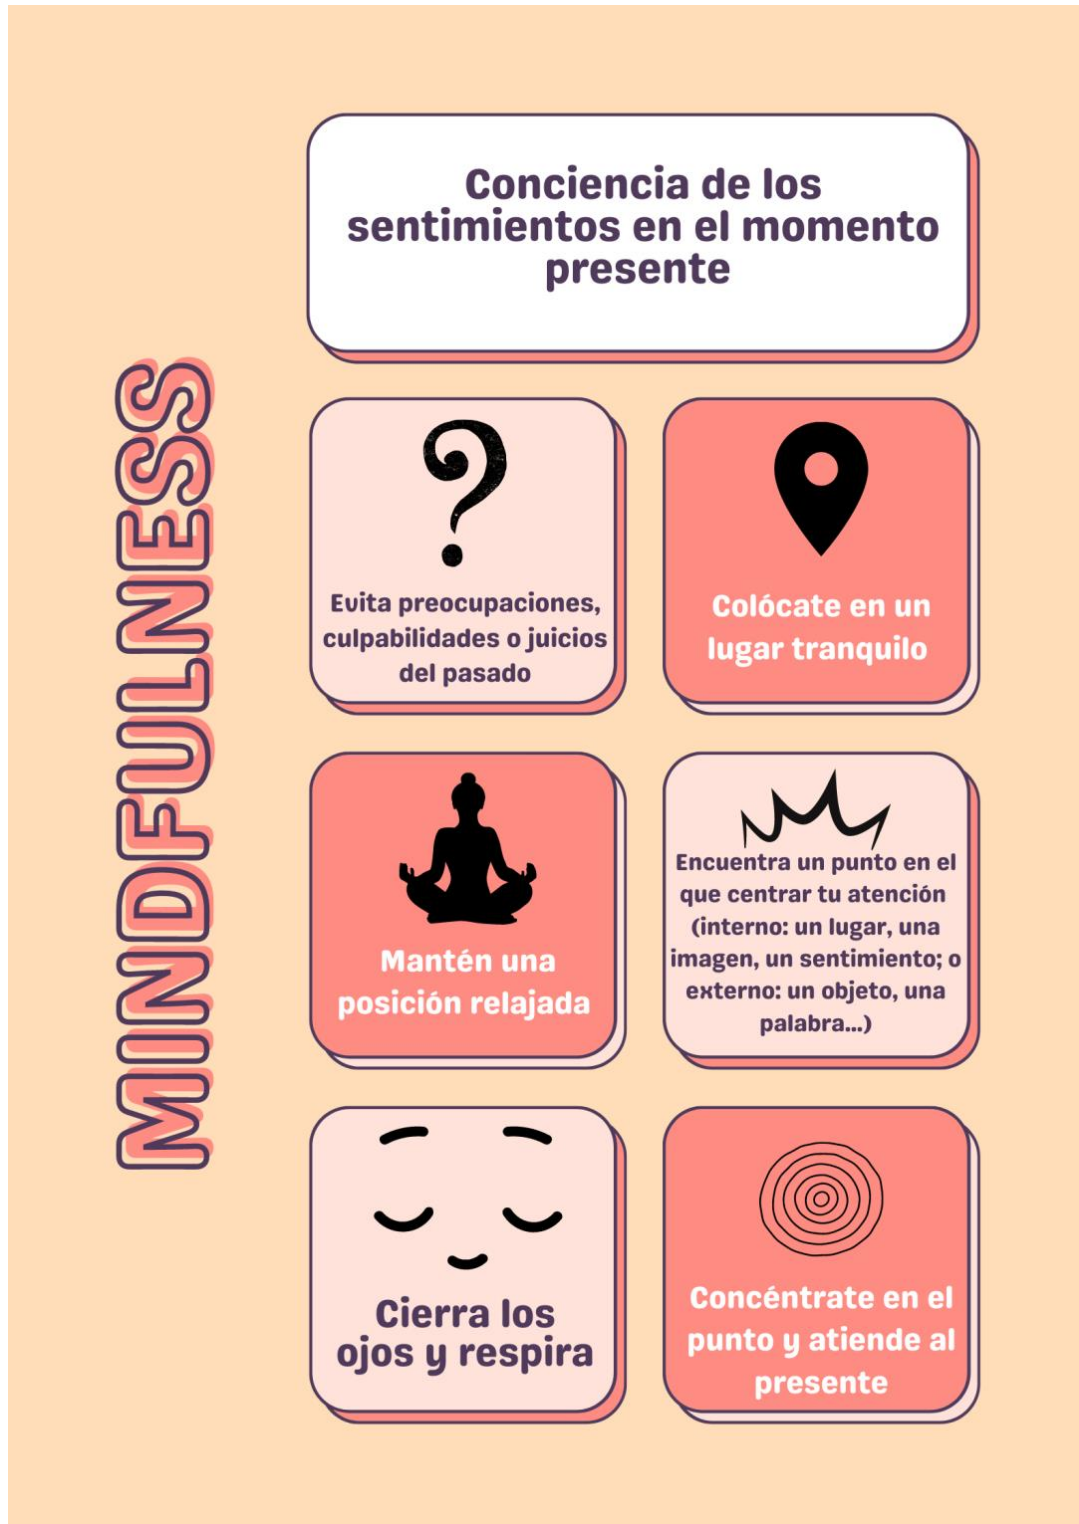 MINDFULNESS
Conciencia de los
sentimientos en el momento
presente
Evita preocupaciones,
culpabilidades o juicios
del pasado
Colócate en un
lugar tranquilo
Mantén una
posición relajada
Encuentra un punto en el
que centrar tu atención
(interno: un lugar, una
imagen, un sentimiento; o
externo: un objeto, una
palabra...)
Cierra los
ojos y respira
Concéntrate en el
punto y atiende al
presente